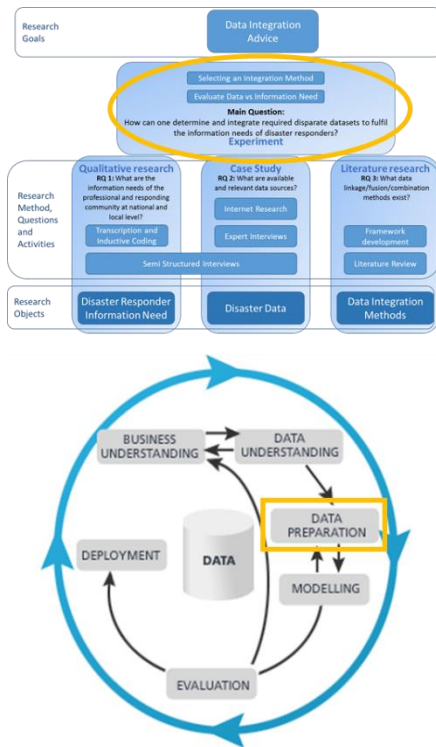 Research
Goals
Data Integration
Advice
Selecting an Integration Method
Evaluate Data vs Information Need
Main Question:
How can one determine and integrate required disparate datasets to fulfil
the information needs of disaster responders?
Experiment
Research
Method,
Questions
and
Activities
Qualitative research
RQ 1: What are the
information needs of the
professional and responding
community at national and
local level?
Transcription and
Inductive Coding
Case Study
RQ 2: What are available
and relevant data sources?
Internet Research
Expert Interviews
Semi Structured Interviews
Literature research
RQ 3: What data
linkage/fusion/combination
methods exist?
Framework
development
Literature Review
Research
Objects
Disaster Responder
Information Need
Disaster Data
Data Integration
Methods
BUSINESS
UNDERSTANDING
DATA
UNDERSTANDING
DATA
PREPARATION
DEPLOYMENT
DATA
MODELLING
EVALUATION